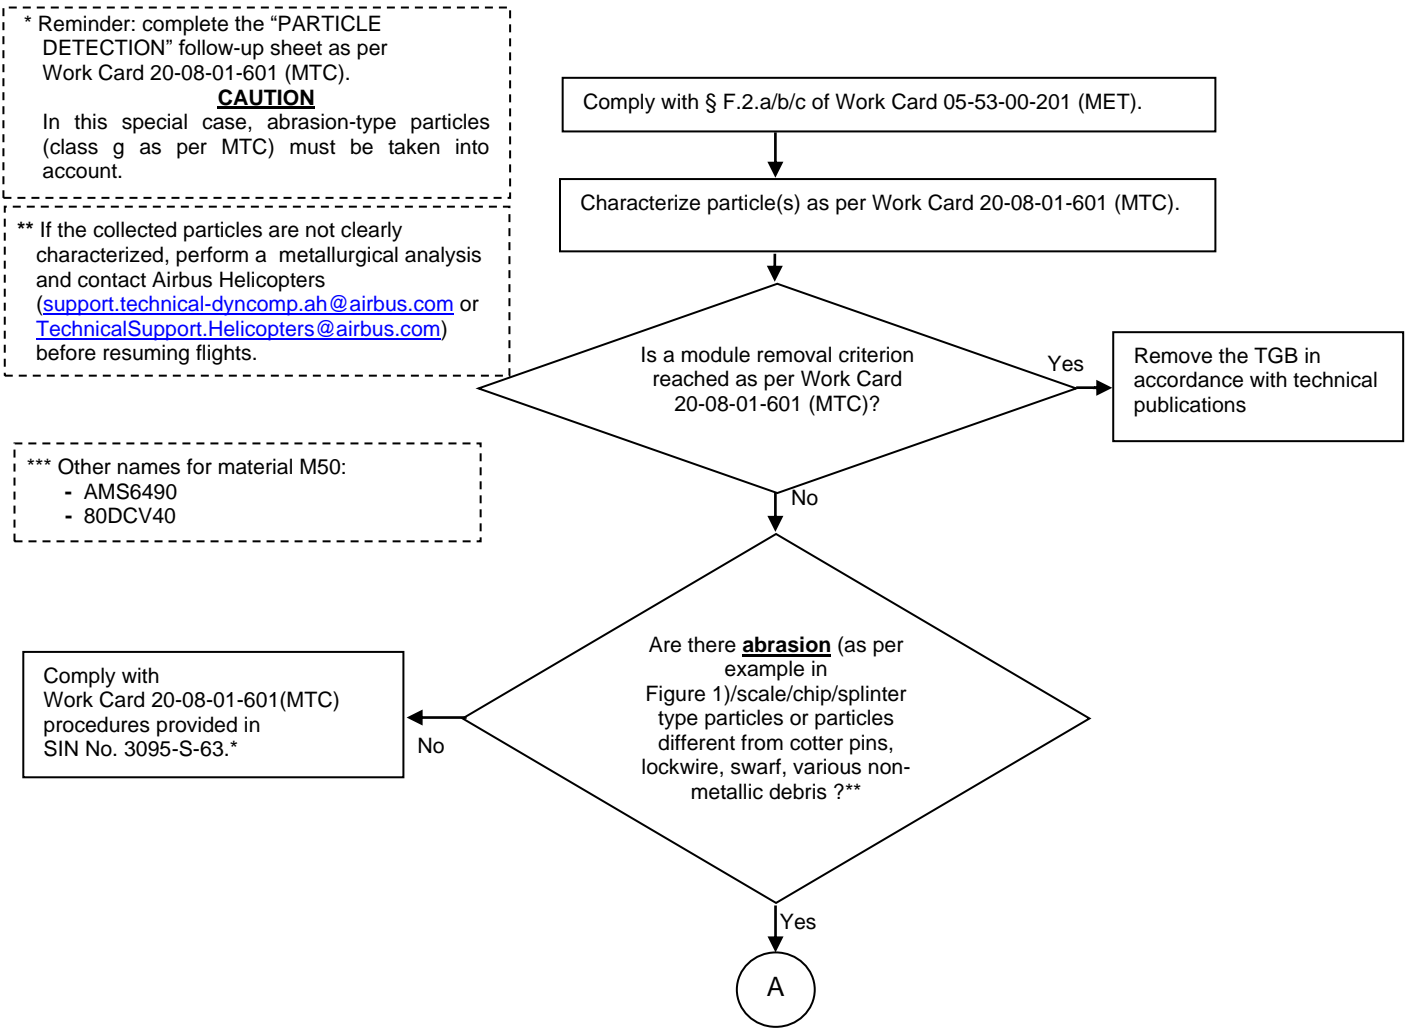 * Reminder: complete the “PARTICLE
DETECTION” follow-up sheet as per
Work Card 20-08-01-601 (MTC).
CAUTION
In this special case, abrasion-type particles
(class g as per MTC) must be taken into
account.
** If the collected particles are not clearly
characterized, perform a metallurgical analysis
and contact Airbus Helicopters
(support.technical-dyncomp.ah@airbus.com or
TechnicalSupport.Helicopters@airbus.com)
before resuming flights.
*** Other names for material M50:
- AMS6490
- 80DCV40
Comply with § F.2.a/b/c of Work Card 05-53-00-201 (MET).
Characterize particle(s) as per Work Card 20-08-01-601 (MTC).
Is a module removal criterion
reached as per Work Card
20-08-01-601 (MTC)?
Yes
Remove the TGB in
accordance with technical
publications
No
Are there abrasion (as per
example in
Figure 1)/scale/chip/splinter
type particles or particles
different from cotter pins,
lockwire, swarf, various non-
metallic debris ?**
No
Comply with
Work Card 20-08-01-601(MTC)
procedures provided in
SIN No. 3095-S-63.*
Yes
A